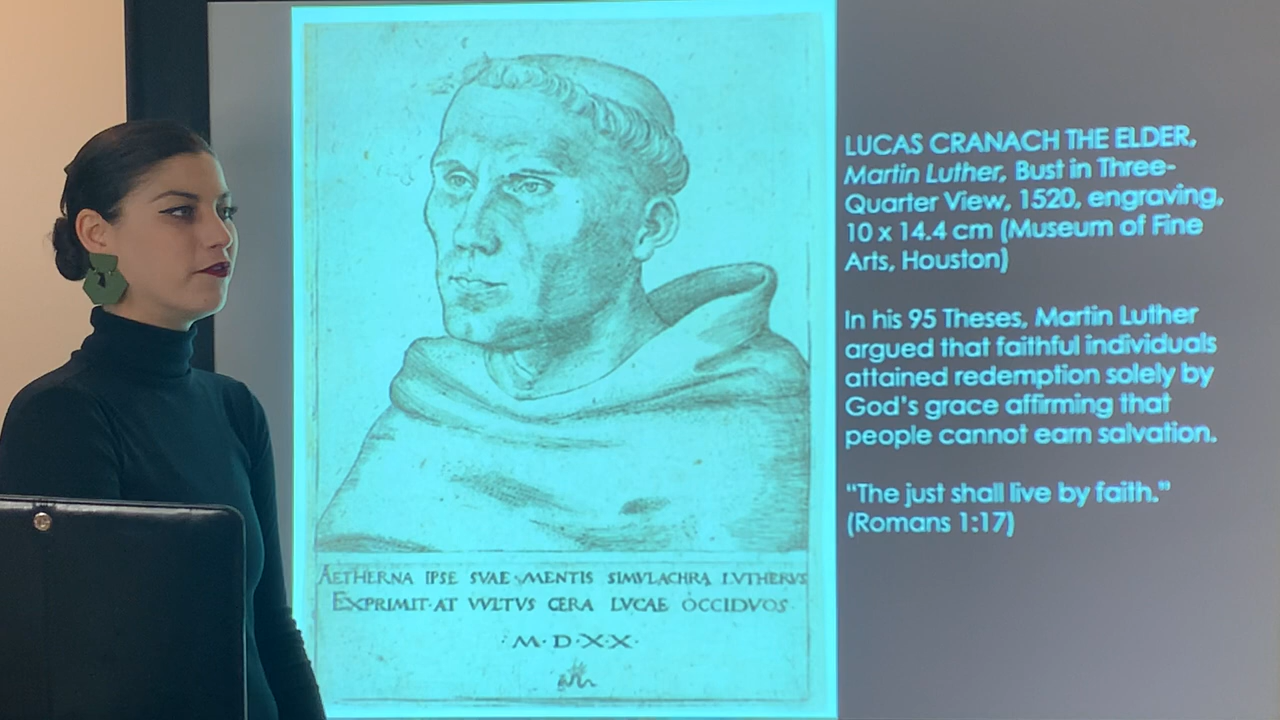 AETHERNA IPSE SVAE MENTIS SIMVLACHRA LVTHERVS
EXPRIMIT·AT VVLTVS CERA LVCAE OCCIDVOS·
·M·D·X·X·
LUCAS CRANACH THE ELDER,
Martin Luther, Bust in Three-
Quarter View, 1520, engraving,
10 x 14.4 cm (Museum of Fine
Arts, Houston)
In his 95 Theses, Martin Luther
argued that faithful individuals
attained redemption solely by
God’s grace affirming that
people cannot earn salvation.
“The just shall live by faith.”
(Romans 1:17)